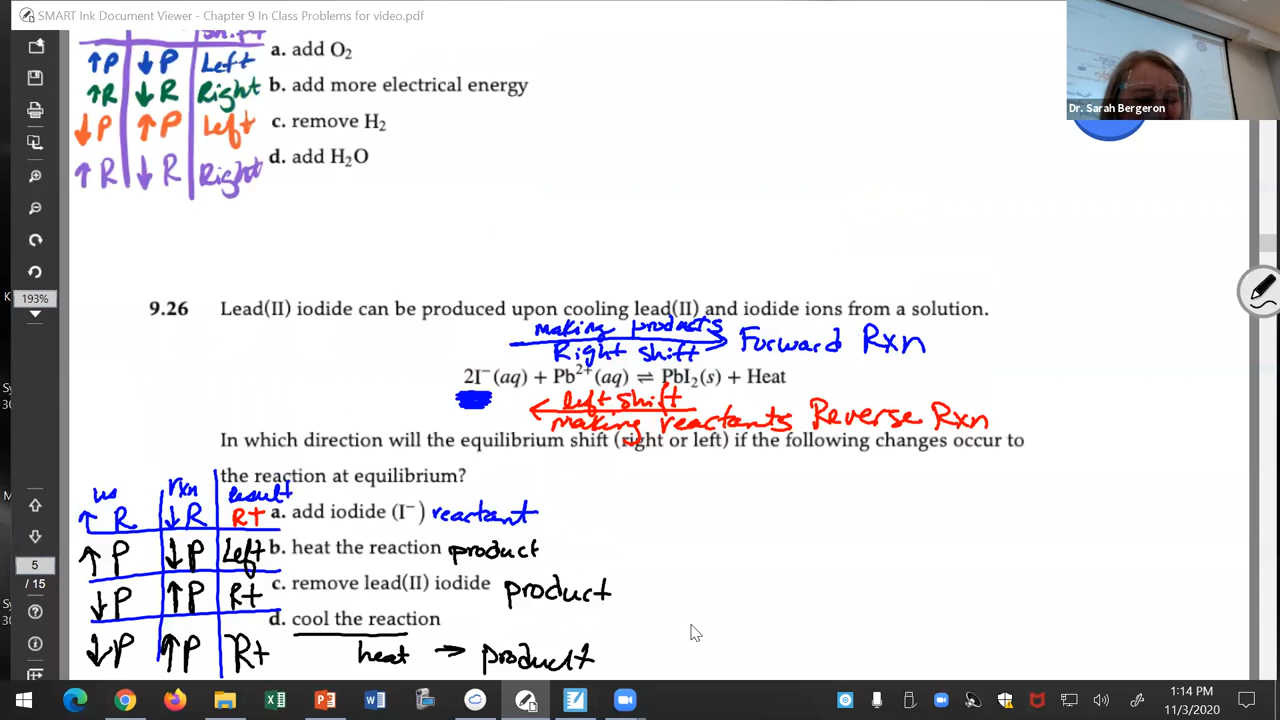 SMART Ink Document Viewer - Chapter 9 In Class Problems for video.pdf
Dr. Sarah Bergeron
↑P ↓P Left
↑R ↓R Right
↓P ↑P Left
↑R ↓R Right
a. add O₂
b. add more electrical energy
c. remove H₂
d. add H₂O
193%
9.26 Lead(II) iodide can be produced upon cooling lead(II) and iodide ions from a solution.
making products
Right shift
Forward Rxn
2I⁻(aq) + Pb²⁺(aq) ⇌ PbI₂(s) + Heat
left shift
making reactants Reverse Rxn
In which direction will the equilibrium shift (right or left) if the following changes occur to
the reaction at equilibrium?
us rxn result
↑ R ↓R R+ a. add iodide (I⁻) reactant
↑ P ↓P Left b. heat the reaction product
↓P ↑P R+ c. remove lead(II) iodide product
d. cool the reaction
↓P ↑P R+ heat → product
5
/ 15
1:14 PM
11/3/2020